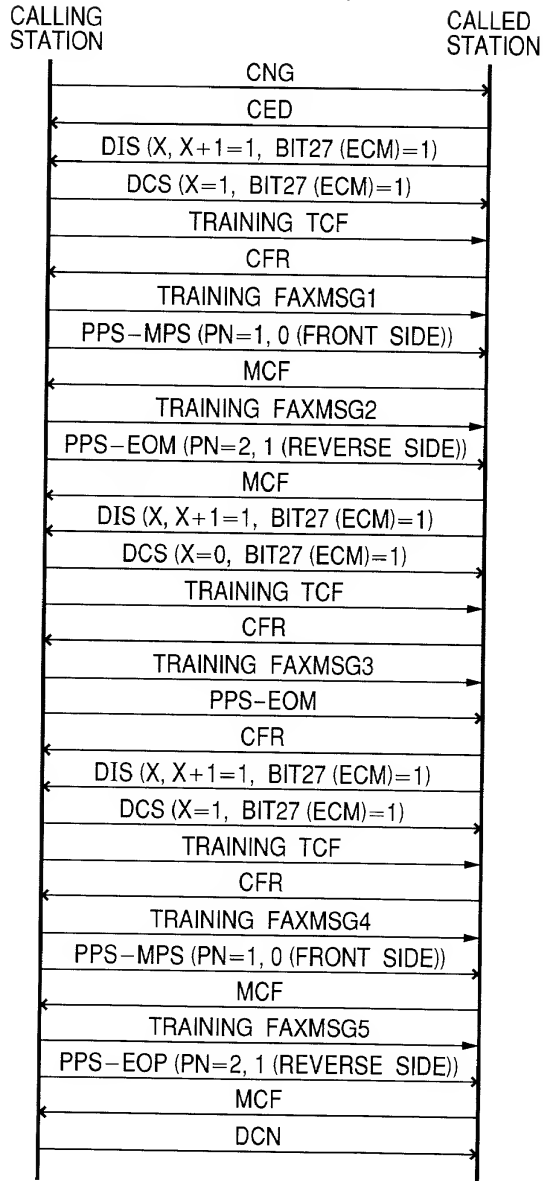 CALLING
STATION
CALLED
STATION
CNG
CED
DIS (X, X+1=1, BIT27 (ECM)=1)
DCS (X=1, BIT27 (ECM)=1)
TRAINING TCF
CFR
TRAINING FAXMSG1
PPS-MPS (PN=1, 0 (FRONT SIDE))
MCF
TRAINING FAXMSG2
PPS-EOM (PN=2, 1 (REVERSE SIDE))
MCF
DIS (X, X+1=1, BIT27 (ECM)=1)
DCS (X=0, BIT27 (ECM)=1)
TRAINING TCF
CFR
TRAINING FAXMSG3
PPS-EOM
CFR
DIS (X, X+1=1, BIT27 (ECM)=1)
DCS (X=1, BIT27 (ECM)=1)
TRAINING TCF
CFR
TRAINING FAXMSG4
PPS-MPS (PN=1, 0 (FRONT SIDE))
MCF
TRAINING FAXMSG5
PPS-EOP (PN=2, 1 (REVERSE SIDE))
MCF
DCN